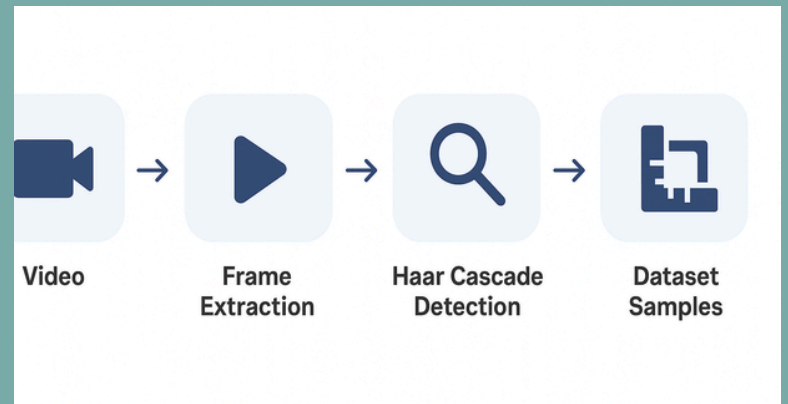 Video
Frame
Extraction
Haar Cascade
Detection
Dataset
Samples